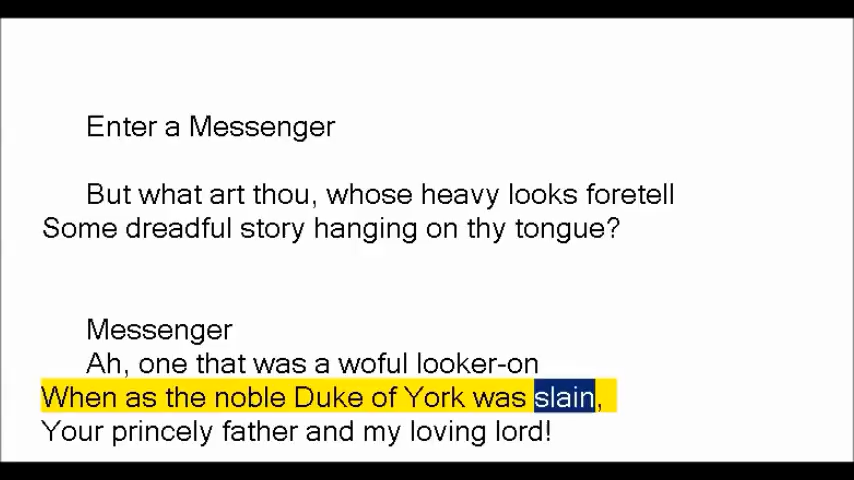 Enter a Messenger
But what art thou, whose heavy looks foretell
Some dreadful story hanging on thy tongue?
Messenger
Ah, one that was a woful looker-on
When as the noble Duke of York was slain,
Your princely father and my loving lord!